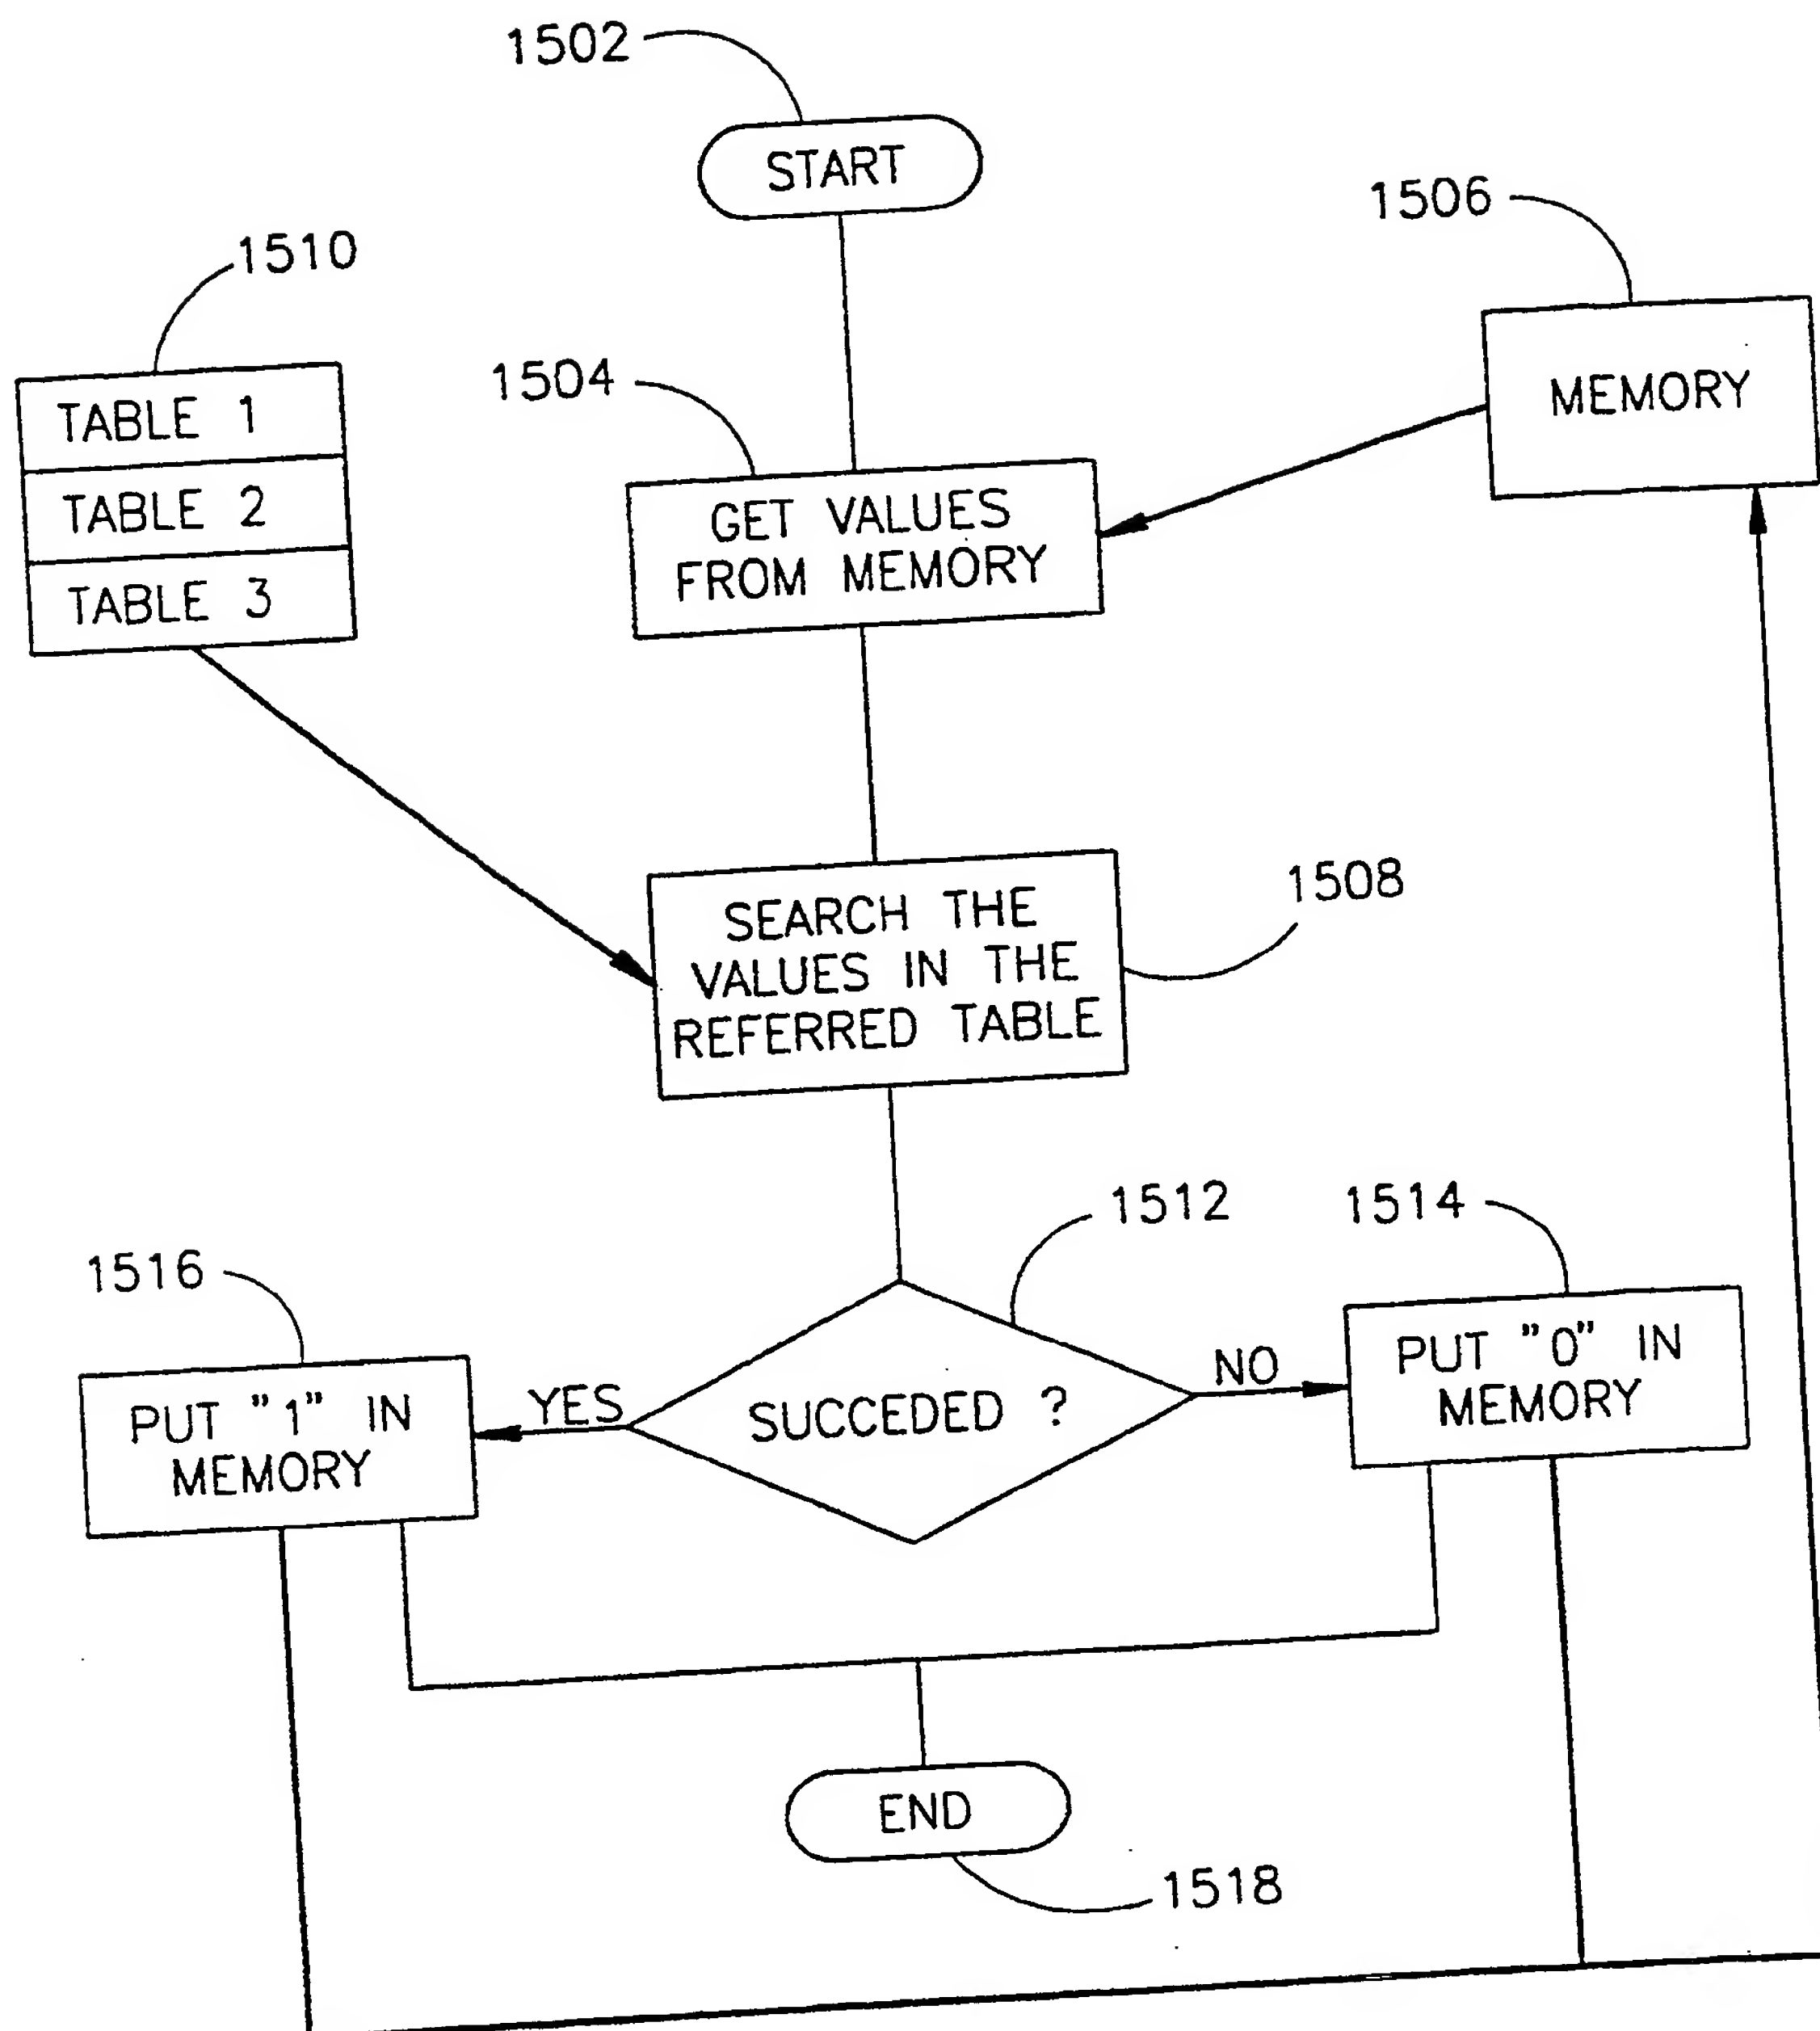 1502
START
1506
1510
MEMORY
1504
TABLE 1
TABLE 2
TABLE 3
GET VALUES
FROM MEMORY
1508
SEARCH THE
VALUES IN THE
REFERRED TABLE
1512
1514
1516
SUCCEDED ?
YES
NO
PUT "1" IN
MEMORY
PUT "0" IN
MEMORY
END
1518